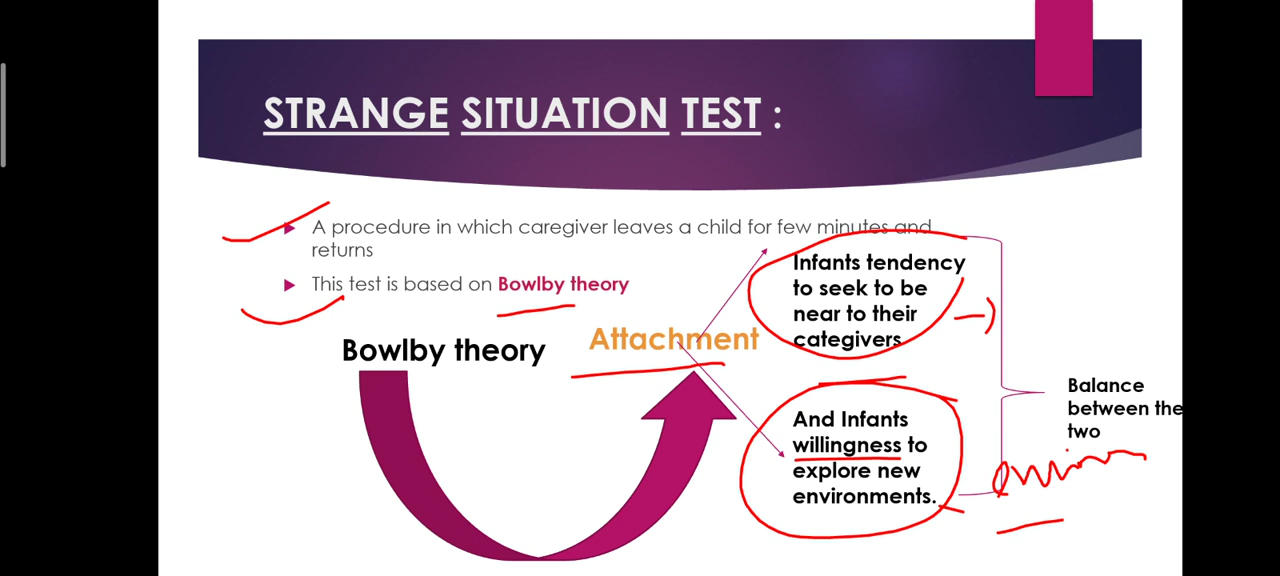 STRANGE SITUATION TEST :
A procedure in which caregiver leaves a child for few minutes and
returns
This test is based on Bowlby theory
Bowlby theory
Attachment
Infants tendency
to seek to be
near to their
categivers
And Infants
willingness to
explore new
environments.
Balance
between the
two